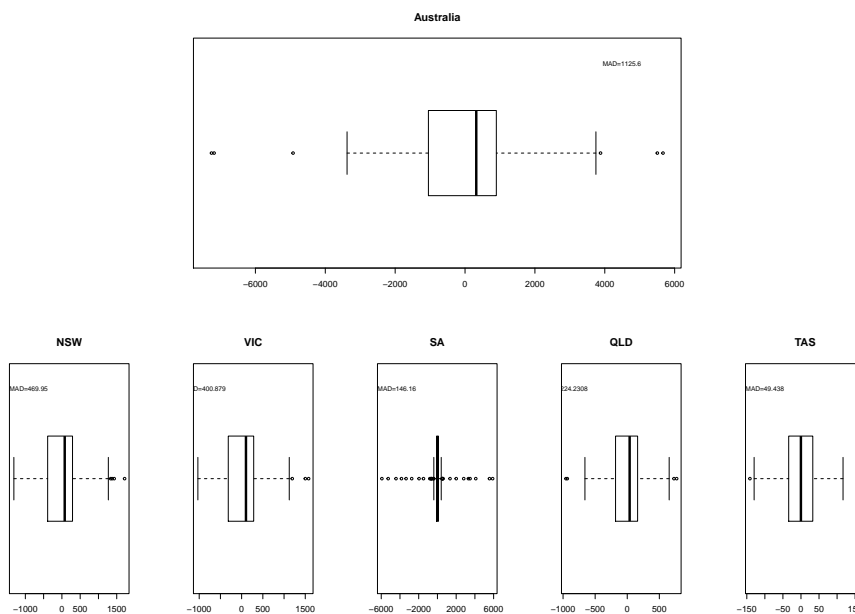 Australia
MAD=1125.6
−6000 −4000 −2000 0 2000 4000 6000
NSW VIC SA QLD TAS
MAD=469.95 D=400.879 MAD=146.16 224.2308 MAD=49.438
−1000 0 500 1500 −1000 0 500 1500 −6000 −2000 2000 6000 −1000 −500 0 500 −150 −50 0 50 150